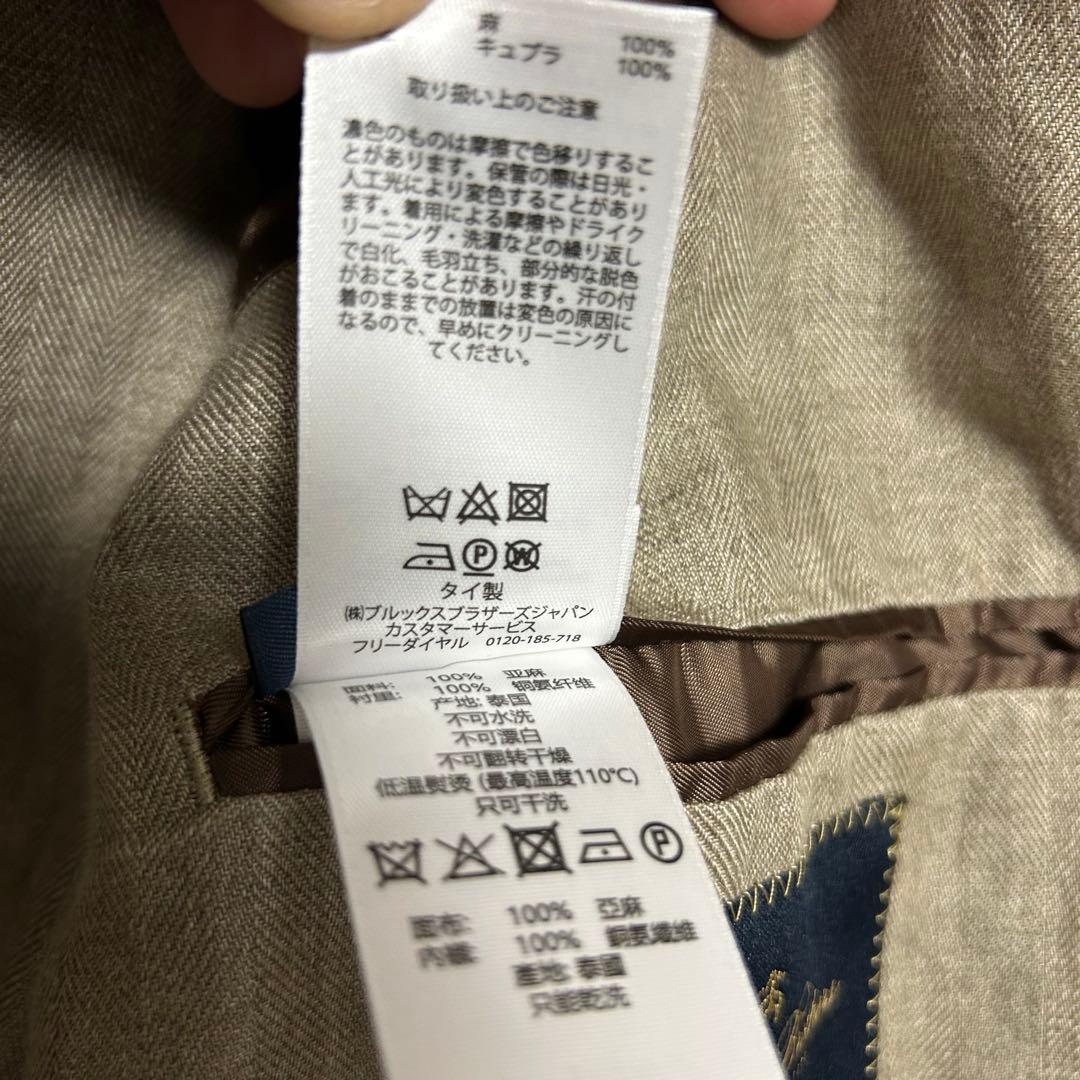 麻 100%
キュプラ 100%
取り扱い上のご注意
濃色のものは摩擦で色移りするこ
とがあります。保管の際は日光・
人工光により変色することがあり
ます。着用による摩擦やドライク
リーニング・洗濯などの繰り返し
で白化、毛羽立ち、部分的な脱色
がおこることがあります。汗の付
着のままでの放置は変色の原因に
なるので、早めにクリーニングし
てください。
P W
タイ製
㈱ブルックスブラザーズジャパン
カスタマーサービス
フリーダイヤル 0120-185-718
面料: 100% 亚麻
衬里: 100% 铜氨纤维
产地: 泰国
不可水洗
不可漂白
不可翻转干燥
低温熨烫 (最高温度110°C)
只可干洗
P
面布: 100% 亞麻
內襯: 100% 銅氨纖維
產地: 泰國
只能乾洗